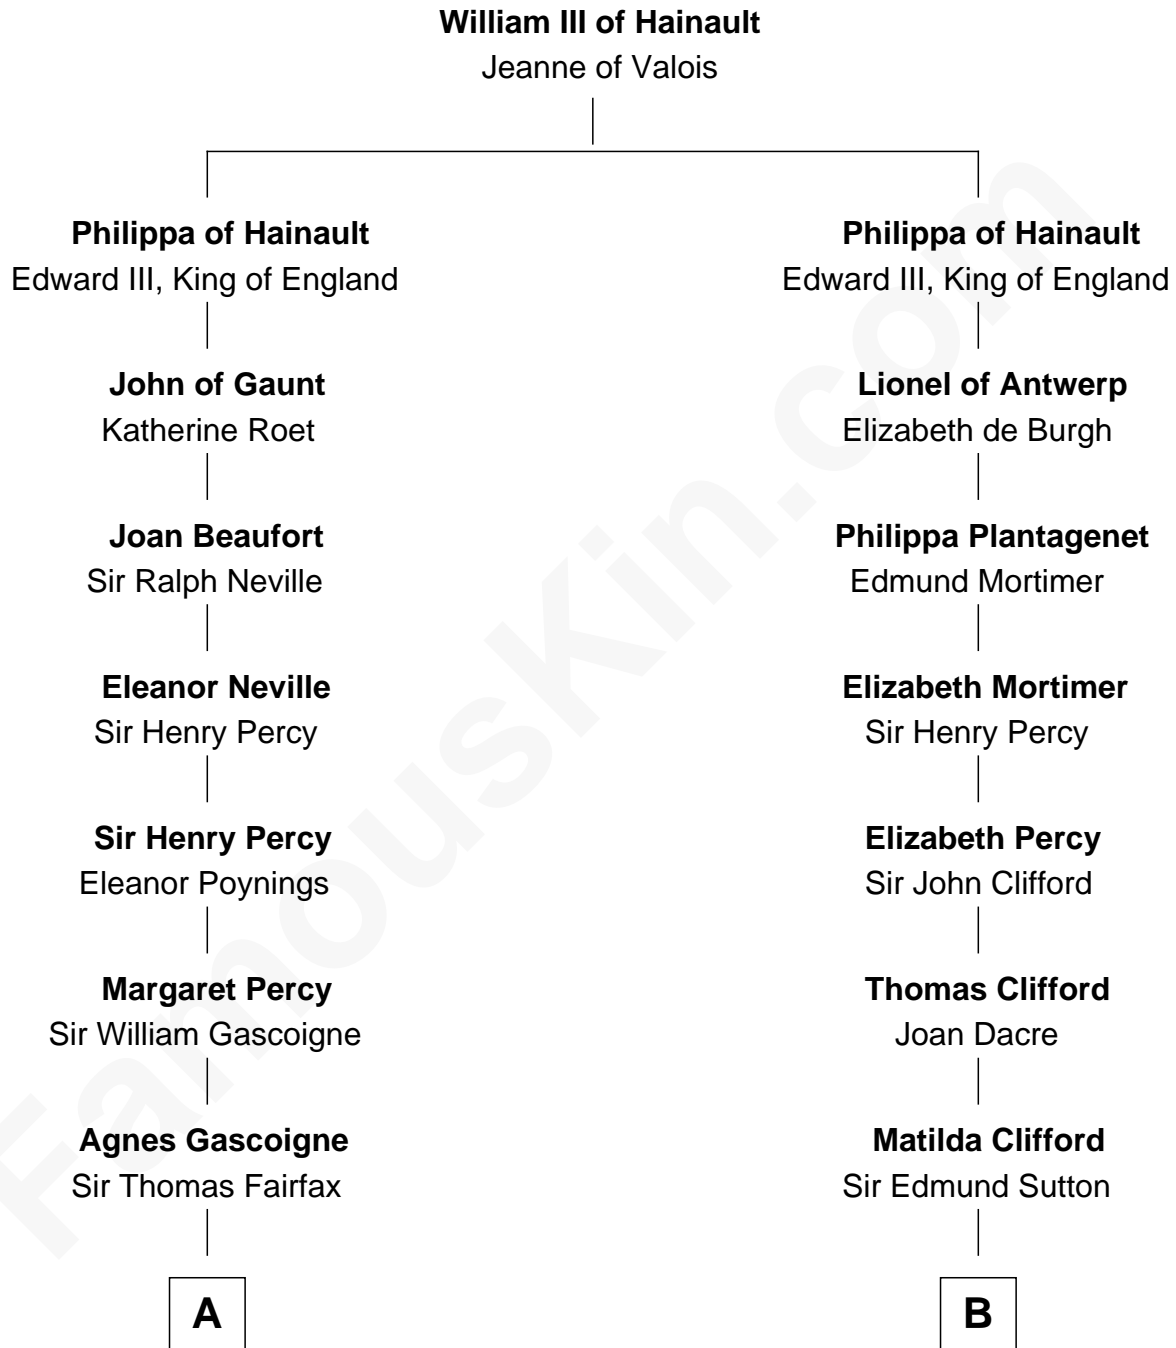 William III of Hainault
Jeanne of Valois
Philippa of Hainault
Edward III, King of England
Philippa of Hainault
Edward III, King of England
John of Gaunt
Katherine Roet
Lionel of Antwerp
Elizabeth de Burgh
Joan Beaufort
Sir Ralph Neville
Philippa Plantagenet
Edmund Mortimer
Eleanor Neville
Sir Henry Percy
Elizabeth Mortimer
Sir Henry Percy
Sir Henry Percy
Eleanor Poynings
Elizabeth Percy
Sir John Clifford
Margaret Percy
Sir William Gascoigne
Thomas Clifford
Joan Dacre
Agnes Gascoigne
Sir Thomas Fairfax
Matilda Clifford
Sir Edmund Sutton
A
B
FamousKin.com